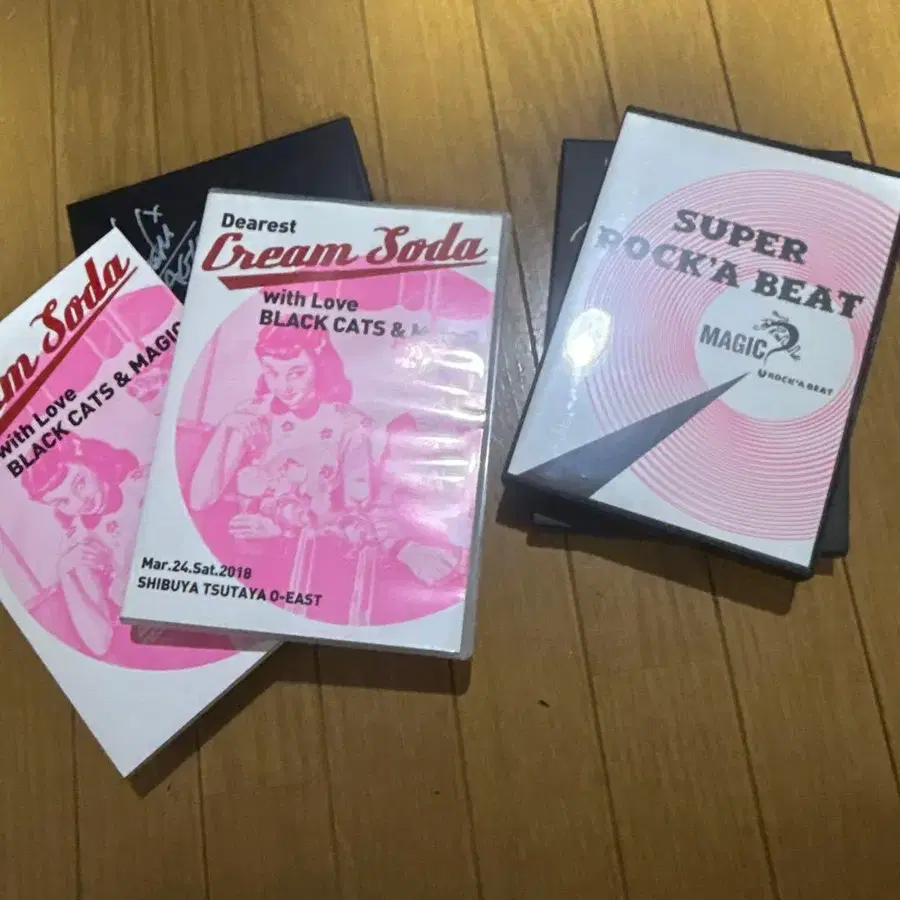 am Soda
with Love
BLACK CATS & MAGIC
Dearest
Cream Soda
with Love
BLACK CATS &
Mar.24.Sat.2018
SHIBUYA TSUTAYA O-EAST
SUPER
ROCK'A BEAT
MAGIC
ROCK'A BEAT